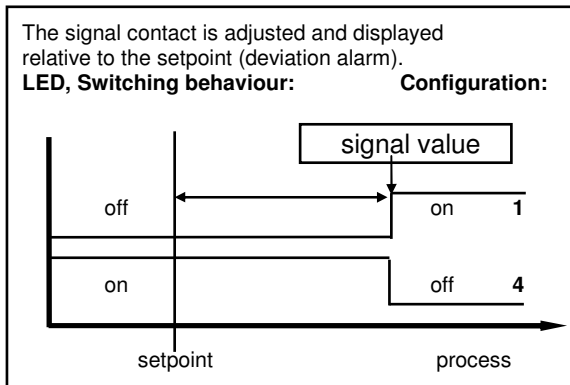 The signal contact is adjusted and displayed
relative to the setpoint (deviation alarm).
LED, Switching behaviour: Configuration:
signal value
off on 1
on off 4
setpoint process